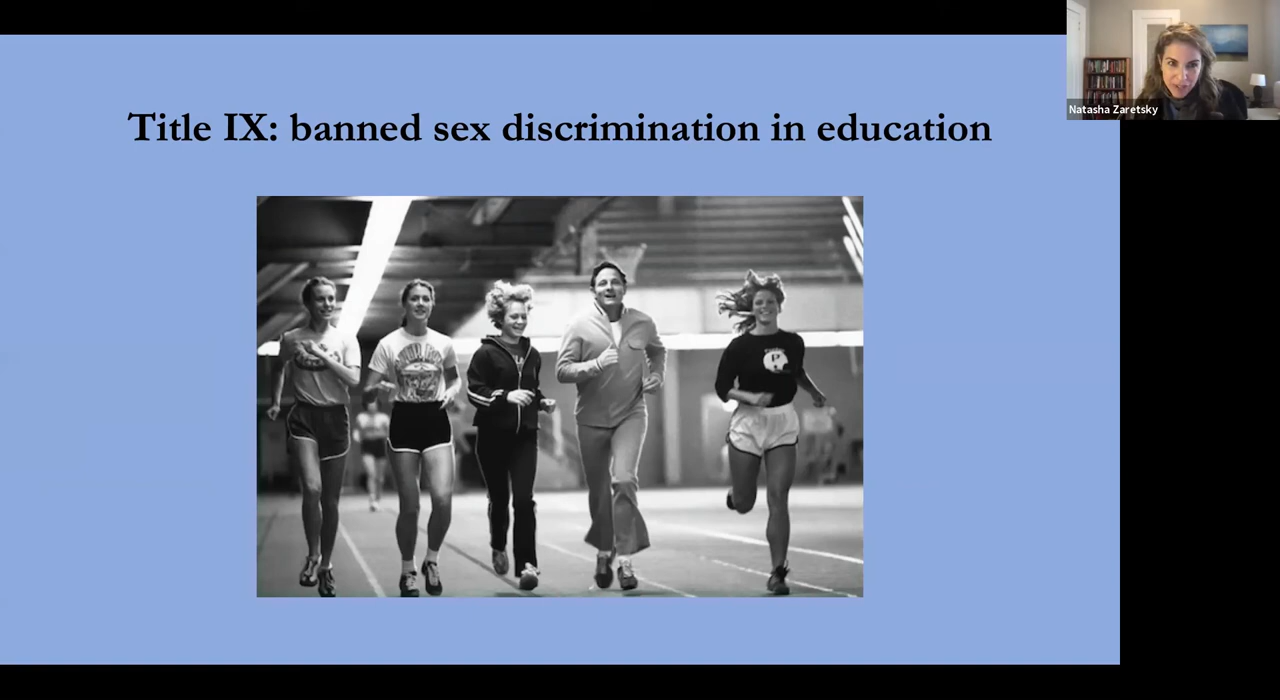 Title IX: banned sex discrimination in education
Natasha Zaretsky